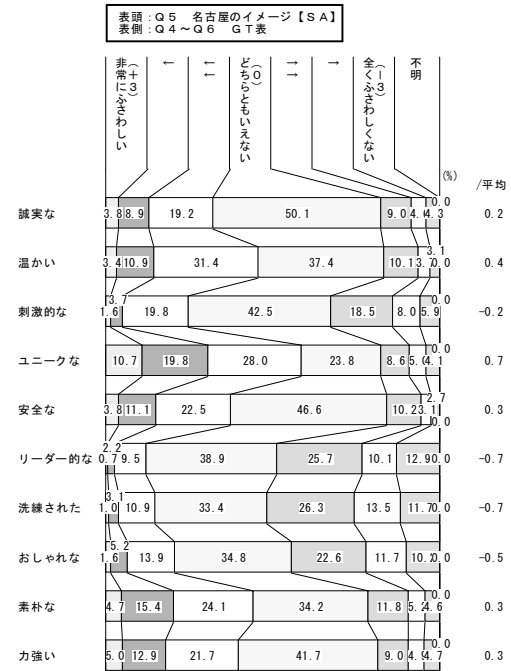 表頭：Ｑ５　名古屋のイメージ【ＳＡ】
表側：Ｑ４～Ｑ６　ＧＴ表
（＋３）非常にふさわしい
←
←
（０）どちらともいえない
→
→
（－３）全くふさわしくない
不明
(%)
/平均
誠実な 3.8 8.9 19.2 50.1 9.0 4.3 0.0 0.2
温かい 3.4 10.9 31.4 37.4 10.1 3.1 0.0 0.4
刺激的な 1.6 3.7 19.8 42.5 18.5 8.0 5.9 0.0 -0.2
ユニークな 10.7 19.8 28.0 23.8 8.6 4.1 0.0 0.7
安全な 3.8 11.1 22.5 46.6 10.2 3.1 2.7 0.0 0.3
リーダー的な 0.7 2.2 9.5 38.9 25.7 10.1 12.9 0.0 -0.7
洗練された 1.0 3.1 10.9 33.4 26.3 13.5 11.7 0.0 -0.7
おしゃれな 1.6 5.2 13.9 34.8 22.6 11.7 0.0 -0.5
素朴な 4.7 15.4 24.1 34.2 11.8 4.6 0.0 0.3
力強い 5.0 12.9 21.7 41.7 9.0 4.7 0.0 0.3